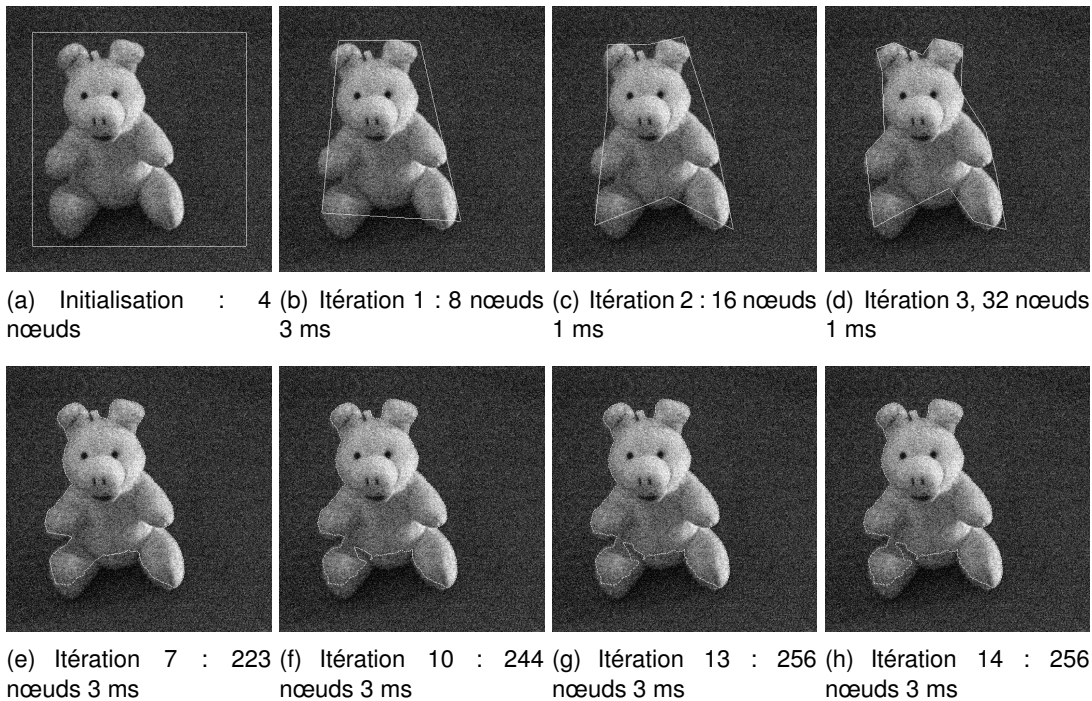 (a) Initialisation : 4
nœuds
(b) Itération 1 : 8 nœuds
3 ms
(c) Itération 2 : 16 nœuds
1 ms
(d) Itération 3, 32 nœuds
1 ms
(e) Itération 7 : 223
nœuds 3 ms
(f) Itération 10 : 244
nœuds 3 ms
(g) Itération 13 : 256
nœuds 3 ms
(h) Itération 14 : 256
nœuds 3 ms